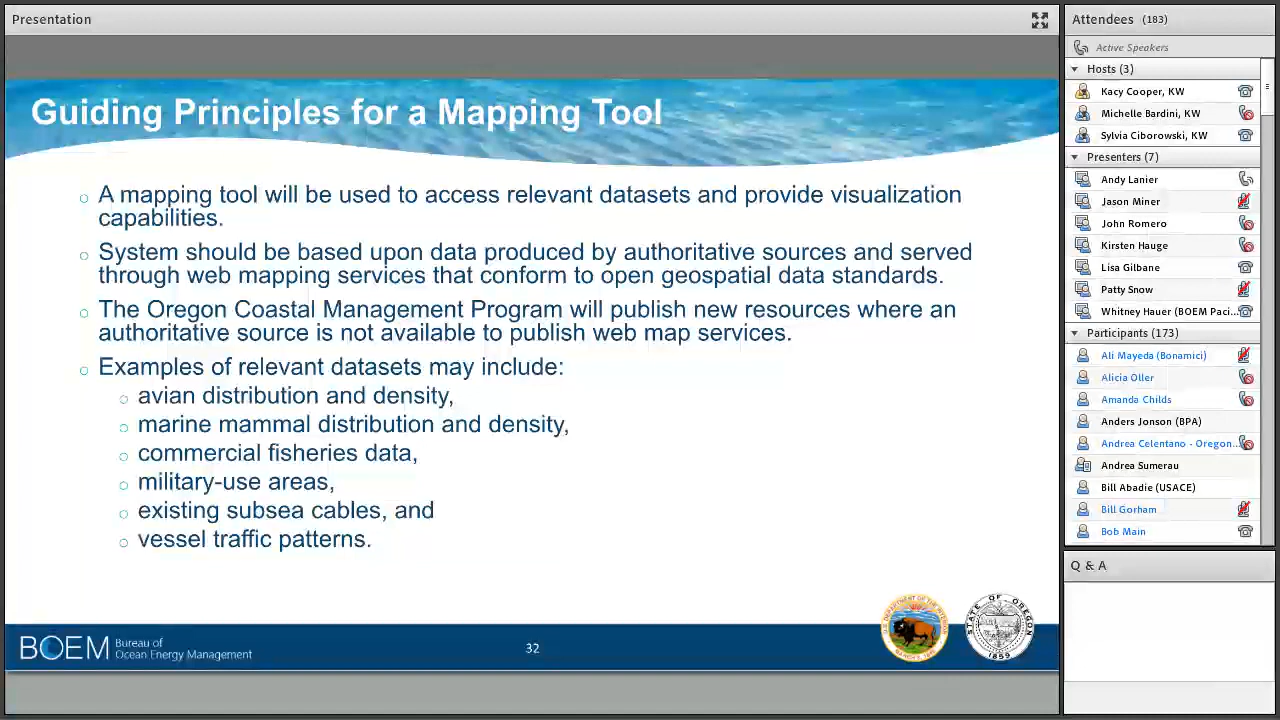 Presentation
Guiding Principles for a Mapping Tool
A mapping tool will be used to access relevant datasets and provide visualization
capabilities.
System should be based upon data produced by authoritative sources and served
through web mapping services that conform to open geospatial data standards.
The Oregon Coastal Management Program will publish new resources where an
authoritative source is not available to publish web map services.
Examples of relevant datasets may include:
avian distribution and density,
marine mammal distribution and density,
commercial fisheries data,
military-use areas,
existing subsea cables, and
vessel traffic patterns.
BOEM
Bureau of
Ocean Energy Management
32
STATE OF OREGON
1859
Attendees (183)
Active Speakers
Hosts (3)
Kacy Cooper, KW
Michelle Bardini, KW
Sylvia Ciborowski, KW
Presenters (7)
Andy Lanier
Jason Miner
John Romero
Kirsten Hauge
Lisa Gilbane
Patty Snow
Whitney Hauer (BOEM Paci...
Participants (173)
Ali Mayeda (Bonamici)
Alicia Oller
Amanda Childs
Anders Jonson (BPA)
Andrea Celentano - Oregon...
Andrea Sumerau
Bill Abadie (USACE)
Bill Gorham
Bob Main
Q & A